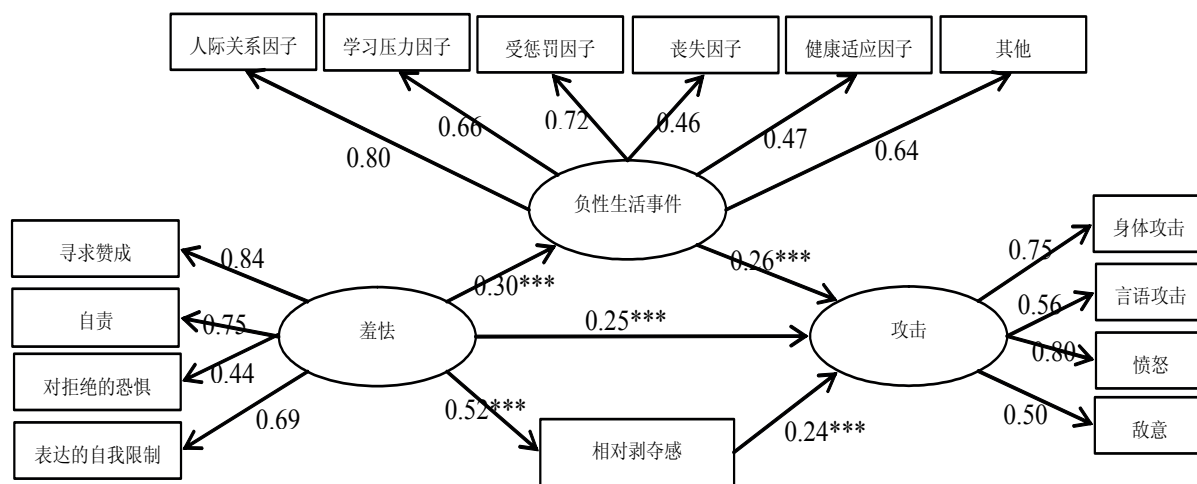 人际关系因子
学习压力因子
受惩罚因子
丧失因子
健康适应因子
其他
0.80
0.66
0.72
0.46
0.47
0.64
负性生活事件
寻求赞成
自责
对拒绝的恐惧
表达的自我限制
0.84
0.75
0.44
0.69
羞怯
0.30***
0.26***
0.25***
0.52***
0.24***
相对剥夺感
攻击
0.75
0.56
0.80
0.50
身体攻击
言语攻击
愤怒
敌意